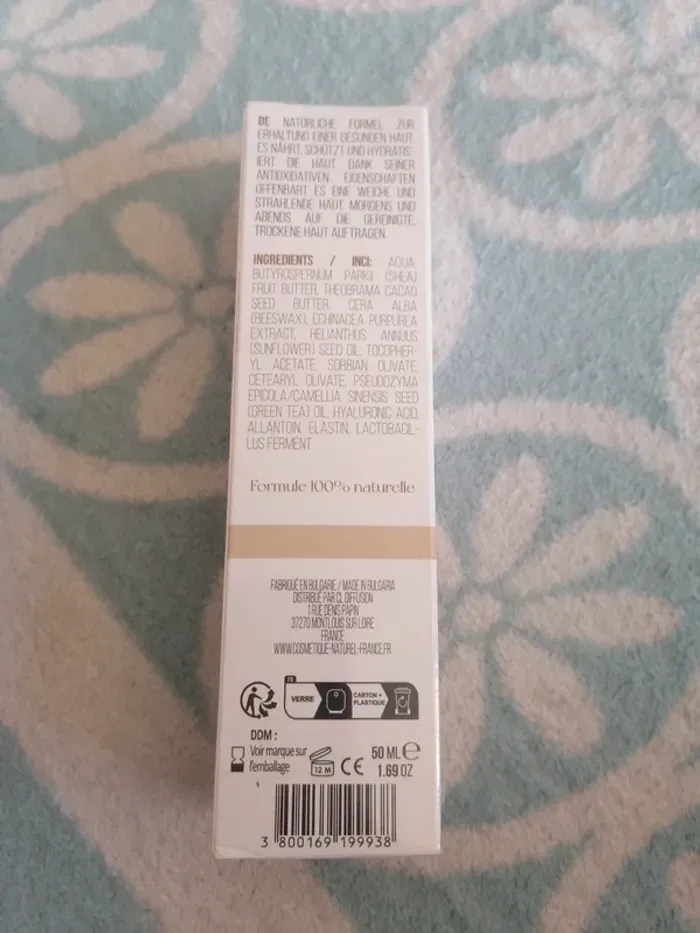 DE NATÜRLICHE FORMEL ZUR
ERHALTUNG EINER GESUNDEN HAUT.
ES NÄHRT, SCHÜTZT UND HYDRATIS-
IERT DIE HAUT DANK SEINER
ANTIOXIDATIVEN EIGENSCHAFTEN
OFFENBART ES EINE WEICHE UND
STRAHLENDE HAUT. MORGENS UND
ABENDS AUF DIE GEREINIGTE,
TROCKENE HAUT AUFTRAGEN.
INGREDIENTS / INCI: AQUA,
BUTYROSPERNUM PARKII (SHEA)
FRUIT BUTTER, THEOBRAMA CACAO
SEED BUTTER, CERA ALBA
(BEESWAX), ECHINACEA PURPUREA
EXTRACT, HELIANTHUS ANNUUS
(SUNFLOWER) SEED OIL, TOCOPHER-
YL ACETATE, SORBIAN OLIVATE,
CETEARYL OLIVATE, PSEUDOZYMA
EPICOLA/CAMELLIA SINENSIS SEED
(GREEN TEA) OIL, HYALURONIC ACID,
ALLANTOIN, ELASTIN, LACTOBACIL-
LUS FERMENT
Formule 100% naturelle
FABRIQUÉ EN BULGARIE / MADE IN BULGARIA
DISTRIBUÉ PAR CL DIFFUSION
1 RUE DENIS PAPIN
37270 MONTLOUIS SUR LOIRE
FRANCE
WWW.COSMETIQUE-NATUREL-FRANCE.FR
FR
VERRE
CARTON +
PLASTIQUE
DDM :
Voir marque sur
l'emballage
12 M
CE
50 ML e
1.69 OZ
3 800169 199938